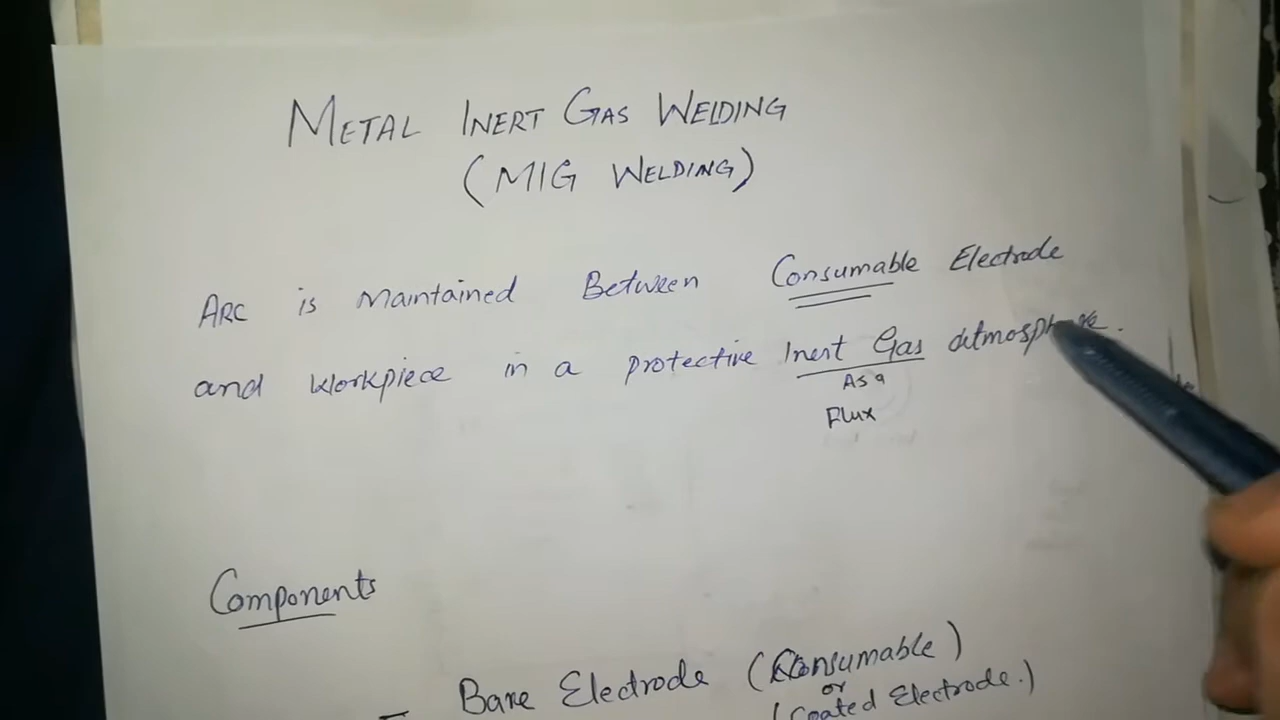 METAL INERT GAS WELDING
(MIG WELDING)
ARC is Maintained Between Consumable Electrode
and Workpiece in a protective Inert Gas atmosphere.
As a
Flux
Components
- Bare Electrode (Consumable)
or
(Coated Electrode.)